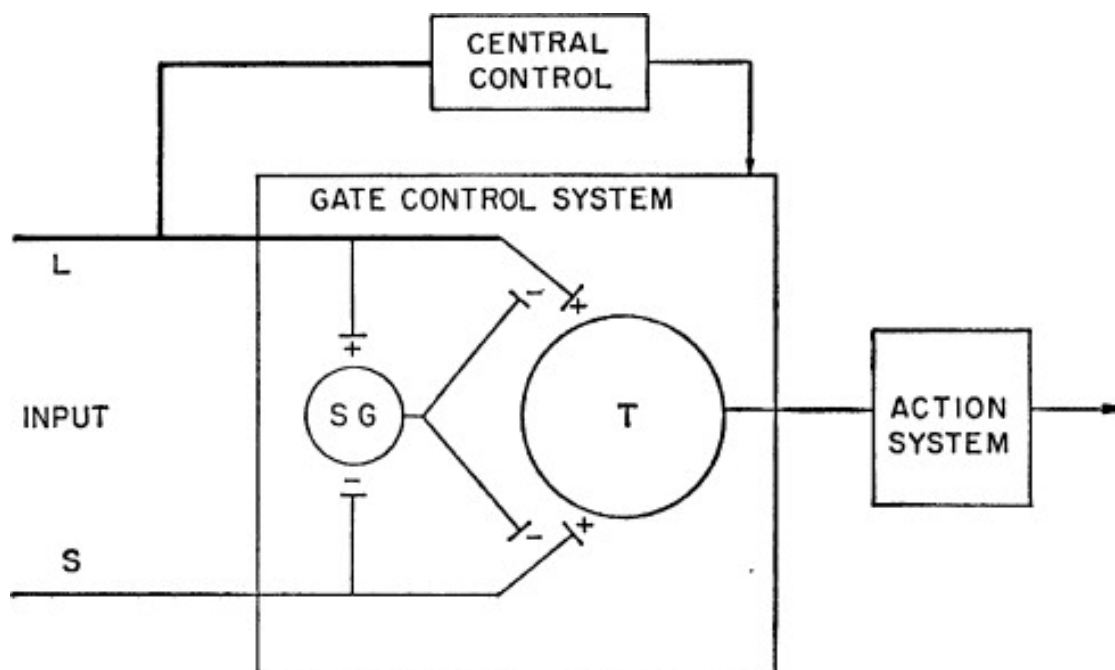 CENTRAL
CONTROL
GATE CONTROL SYSTEM
L
+
-
+
SG
INPUT
T
ACTION
SYSTEM
-
-
+
S